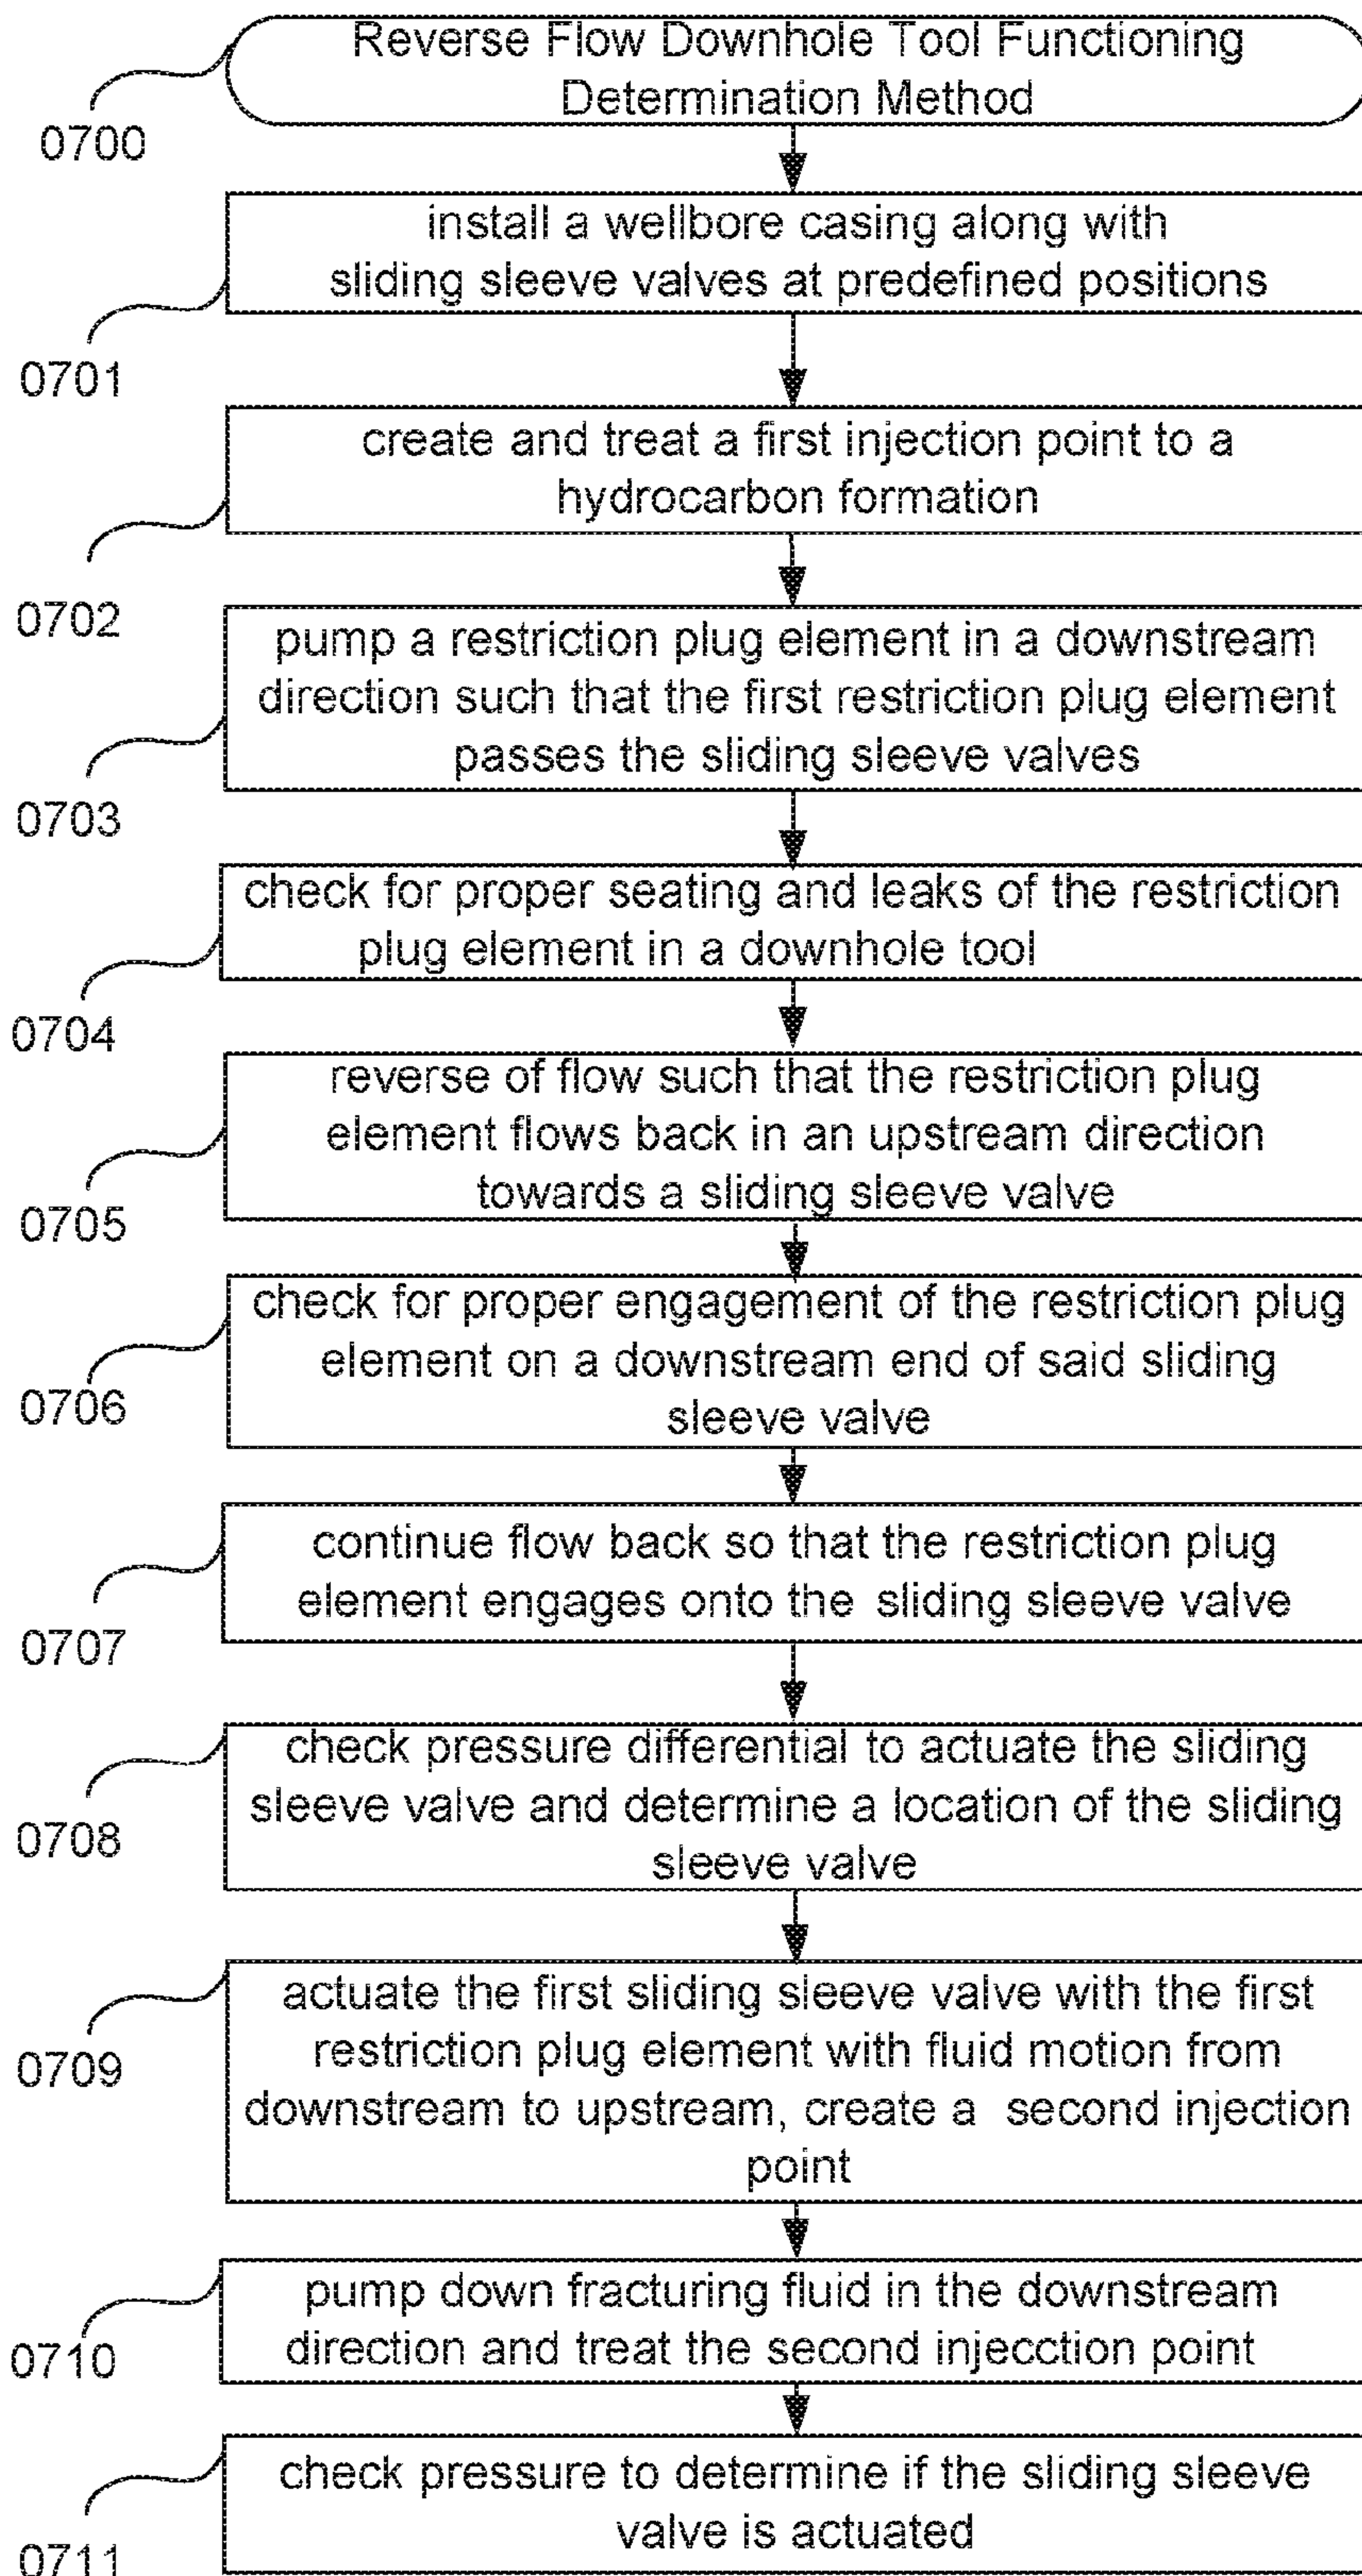 Reverse Flow Downhole Tool Functioning
Determination Method
0700
install a wellbore casing along with
sliding sleeve valves at predefined positions
0701
create and treat a first injection point to a
hydrocarbon formation
0702
pump a restriction plug element in a downstream
direction such that the first restriction plug element
passes the sliding sleeve valves
0703
check for proper seating and leaks of the restriction
plug element in a downhole tool
0704
reverse of flow such that the restriction plug
element flows back in an upstream direction
towards a sliding sleeve valve
0705
check for proper engagement of the restriction plug
element on a downstream end of said sliding
sleeve valve
0706
continue flow back so that the restriction plug
element engages onto the sliding sleeve valve
0707
check pressure differential to actuate the sliding
sleeve valve and determine a location of the sliding
sleeve valve
0708
actuate the first sliding sleeve valve with the first
restriction plug element with fluid motion from
downstream to upstream, create a second injection
point
0709
pump down fracturing fluid in the downstream
direction and treat the second injecction point
0710
check pressure to determine if the sliding sleeve
valve is actuated
0711